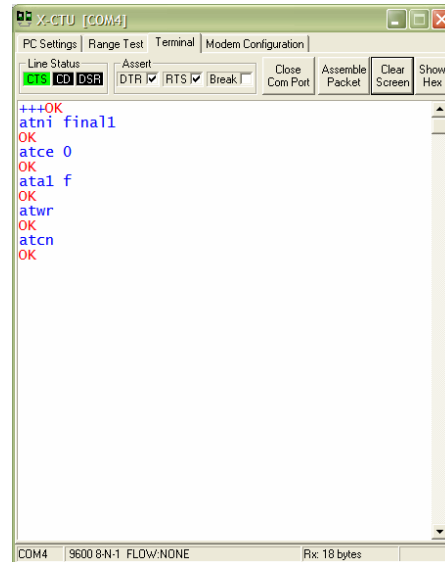 X-CTU [COM4]
PC Settings Range Test Terminal Modem Configuration
Line Status Assert
CTS CD DSR DTR RTS Break Close Com Port Assemble Packet Clear Screen Show Hex
+++OK
atni final1
OK
atce 0
OK
ata1 f
OK
atwr
OK
atcn
OK
COM4 9600 8-N-1 FLOW:NONE Rx: 18 bytes